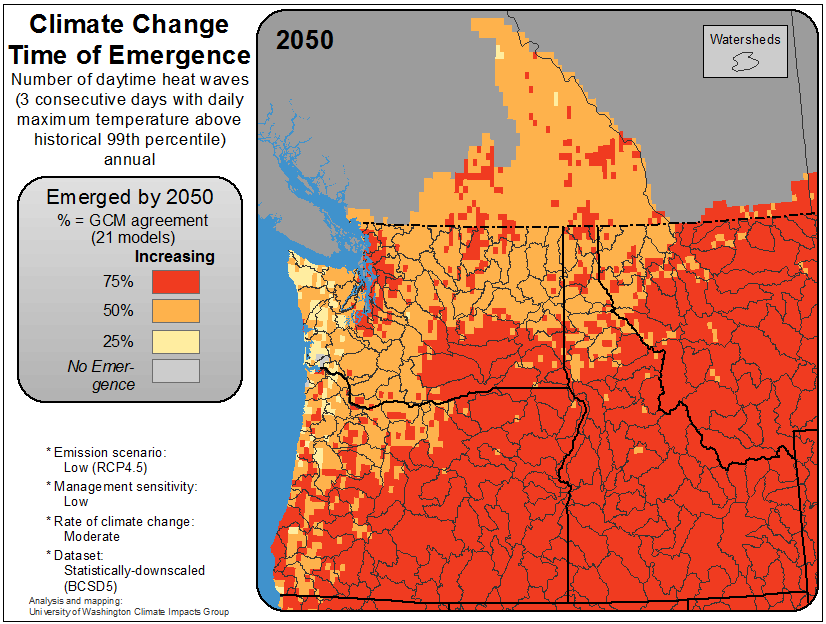 Climate Change
Time of Emergence
Number of daytime heat waves
(3 consecutive days with daily
maximum temperature above
historical 99th percentile)
annual
Emerged by 2050
% = GCM agreement
(21 models)
Increasing
75%
50%
25%
No Emer-
gence
* Emission scenario:
Low (RCP4.5)
* Management sensitivity:
Low
* Rate of climate change:
Moderate
* Dataset:
Statistically-downscaled
(BCSD5)
Analysis and mapping:
University of Washington Climate Impacts Group
2050
Watersheds